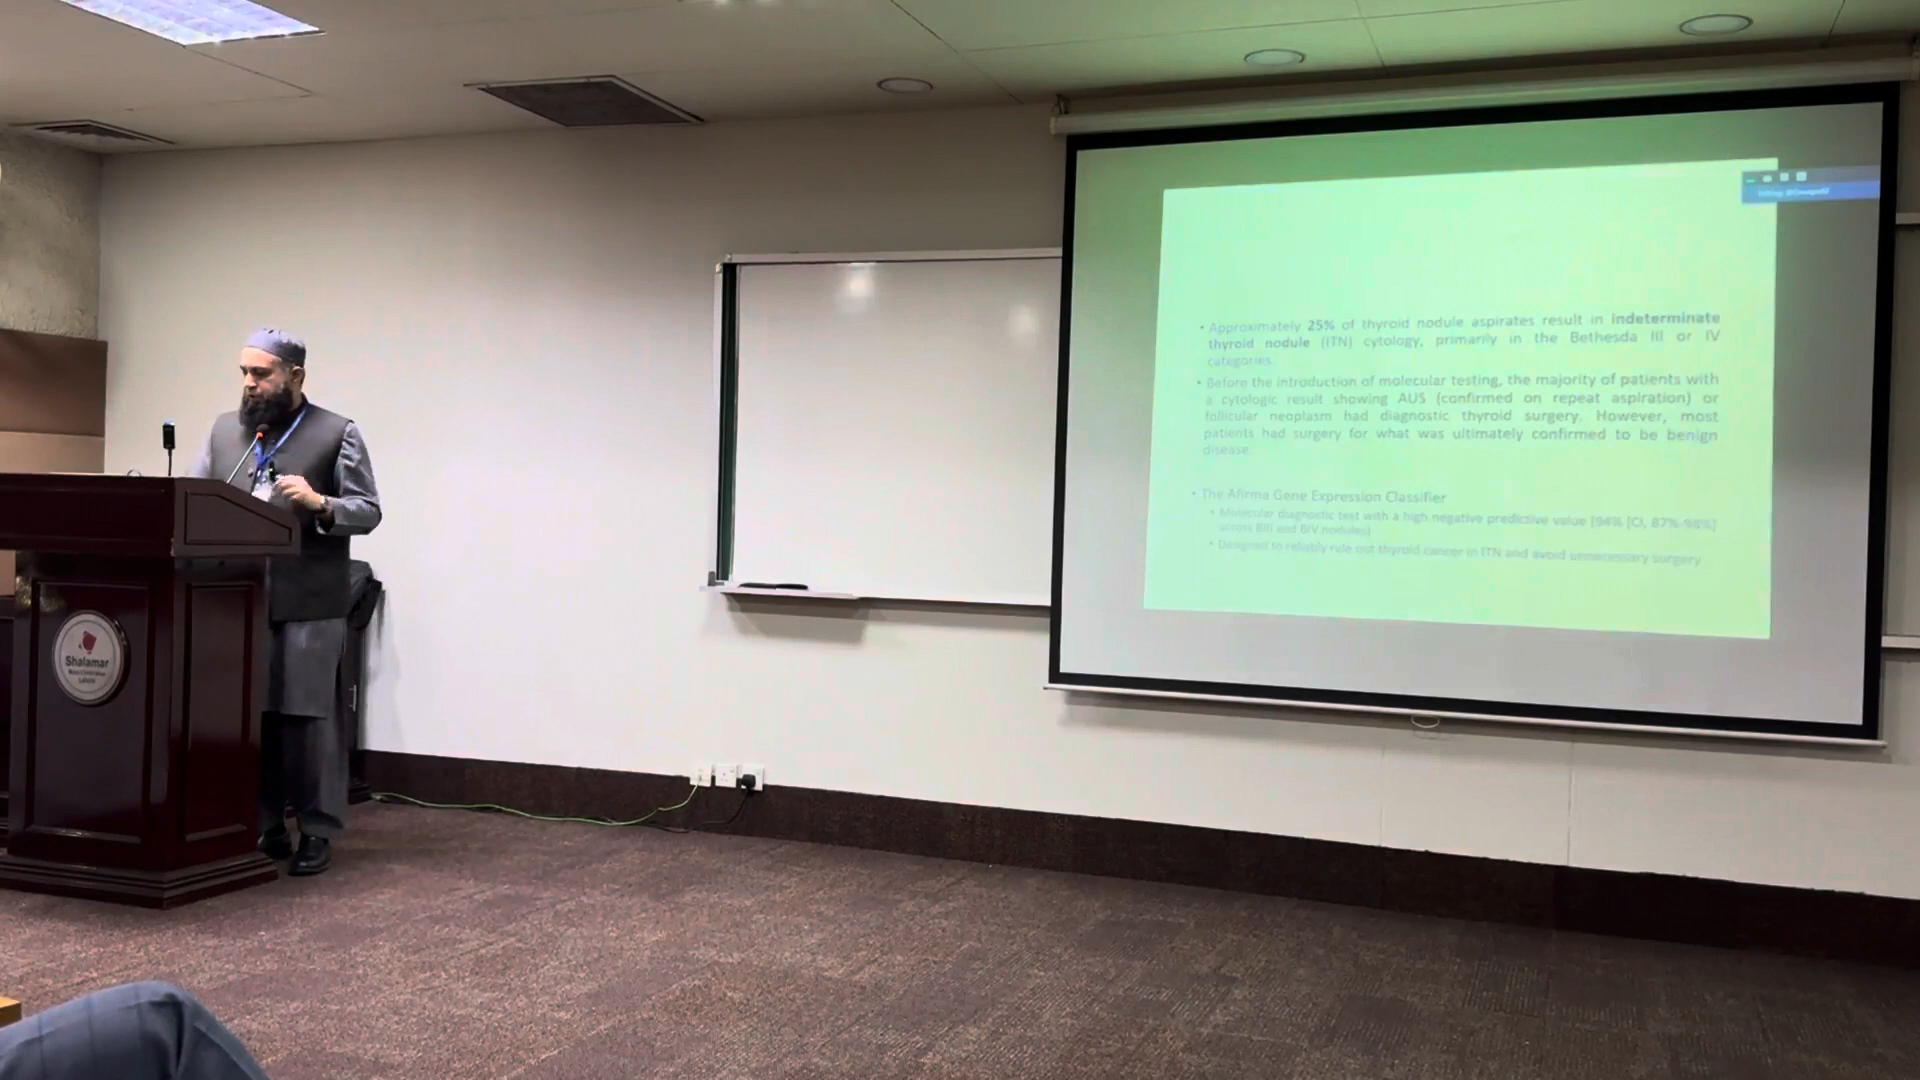 Shalamar
Lahore
• Approximately 25% of thyroid nodule aspirates result in indeterminate
thyroid nodule (ITN) cytology, primarily in the Bethesda III or IV
categories.
• Before the introduction of molecular testing, the majority of patients with
a cytologic result showing AUS (confirmed on repeat aspiration) or
follicular neoplasm had diagnostic thyroid surgery. However, most
patients had surgery for what was ultimately confirmed to be benign
disease.
• The Afirma Gene Expression Classifier
• Molecular diagnostic test with a high negative predictive value [94% [CI, 87%-98%]
across BIII and BIV nodules)
• Designed to reliably rule out thyroid cancer in ITN and avoid unnecessary surgery